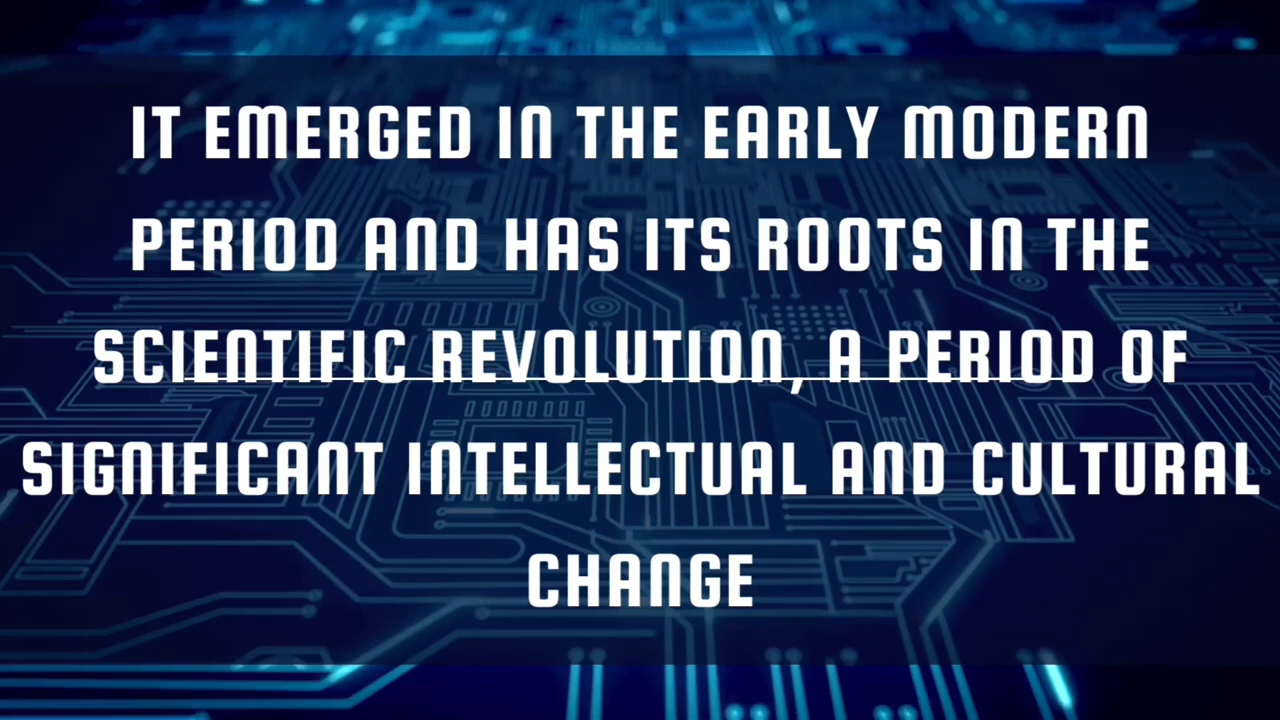 IT EMERGED IN THE EARLY MODERN
PERIOD AND HAS ITS ROOTS IN THE
SCIENTIFIC REVOLUTION, A PERIOD OF
SIGNIFICANT INTELLECTUAL AND CULTURAL
CHANGE